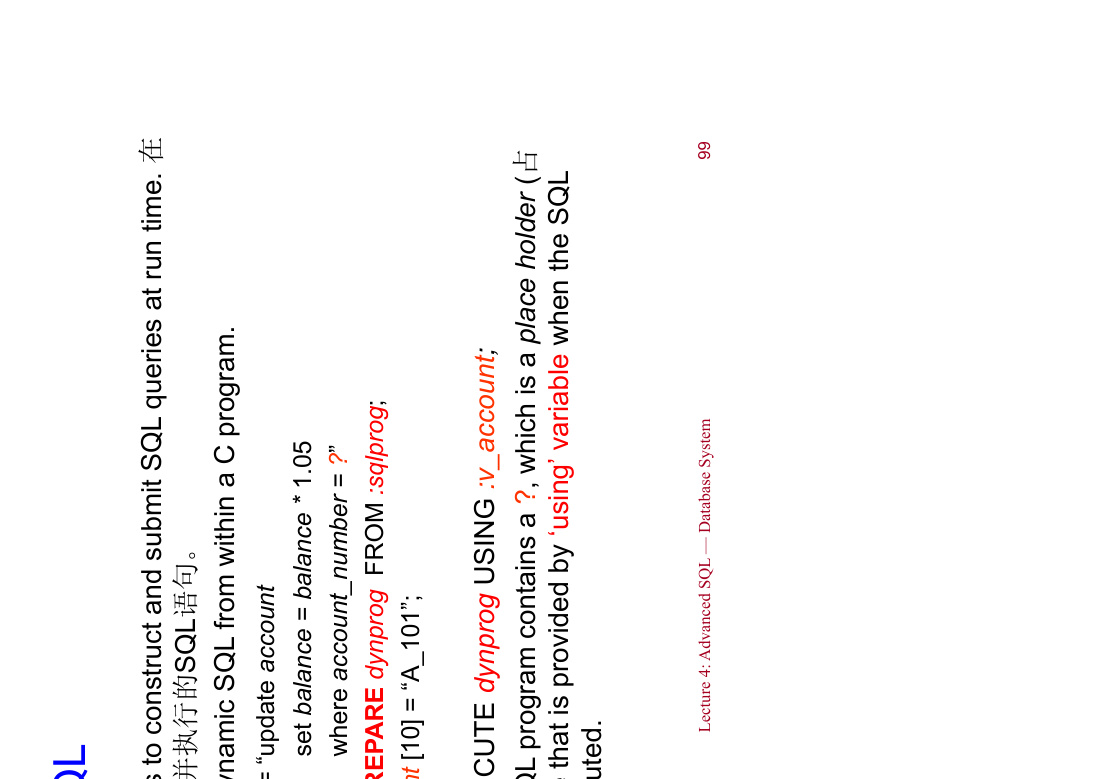 QL
s to construct and submit SQL queries at run time. 在
并执行的SQL语句。
ynamic SQL from within a C program.
= “update account
set balance = balance * 1.05
where account_number = ?”
REPARE dynprog FROM :sqlprog;
nt [10] = “A_101”;
CUTE dynprog USING :v_account;
QL program contains a ?, which is a place holder (占
e that is provided by ‘using’ variable when the SQL
uted.
Lecture 4: Advanced SQL — Database System 99